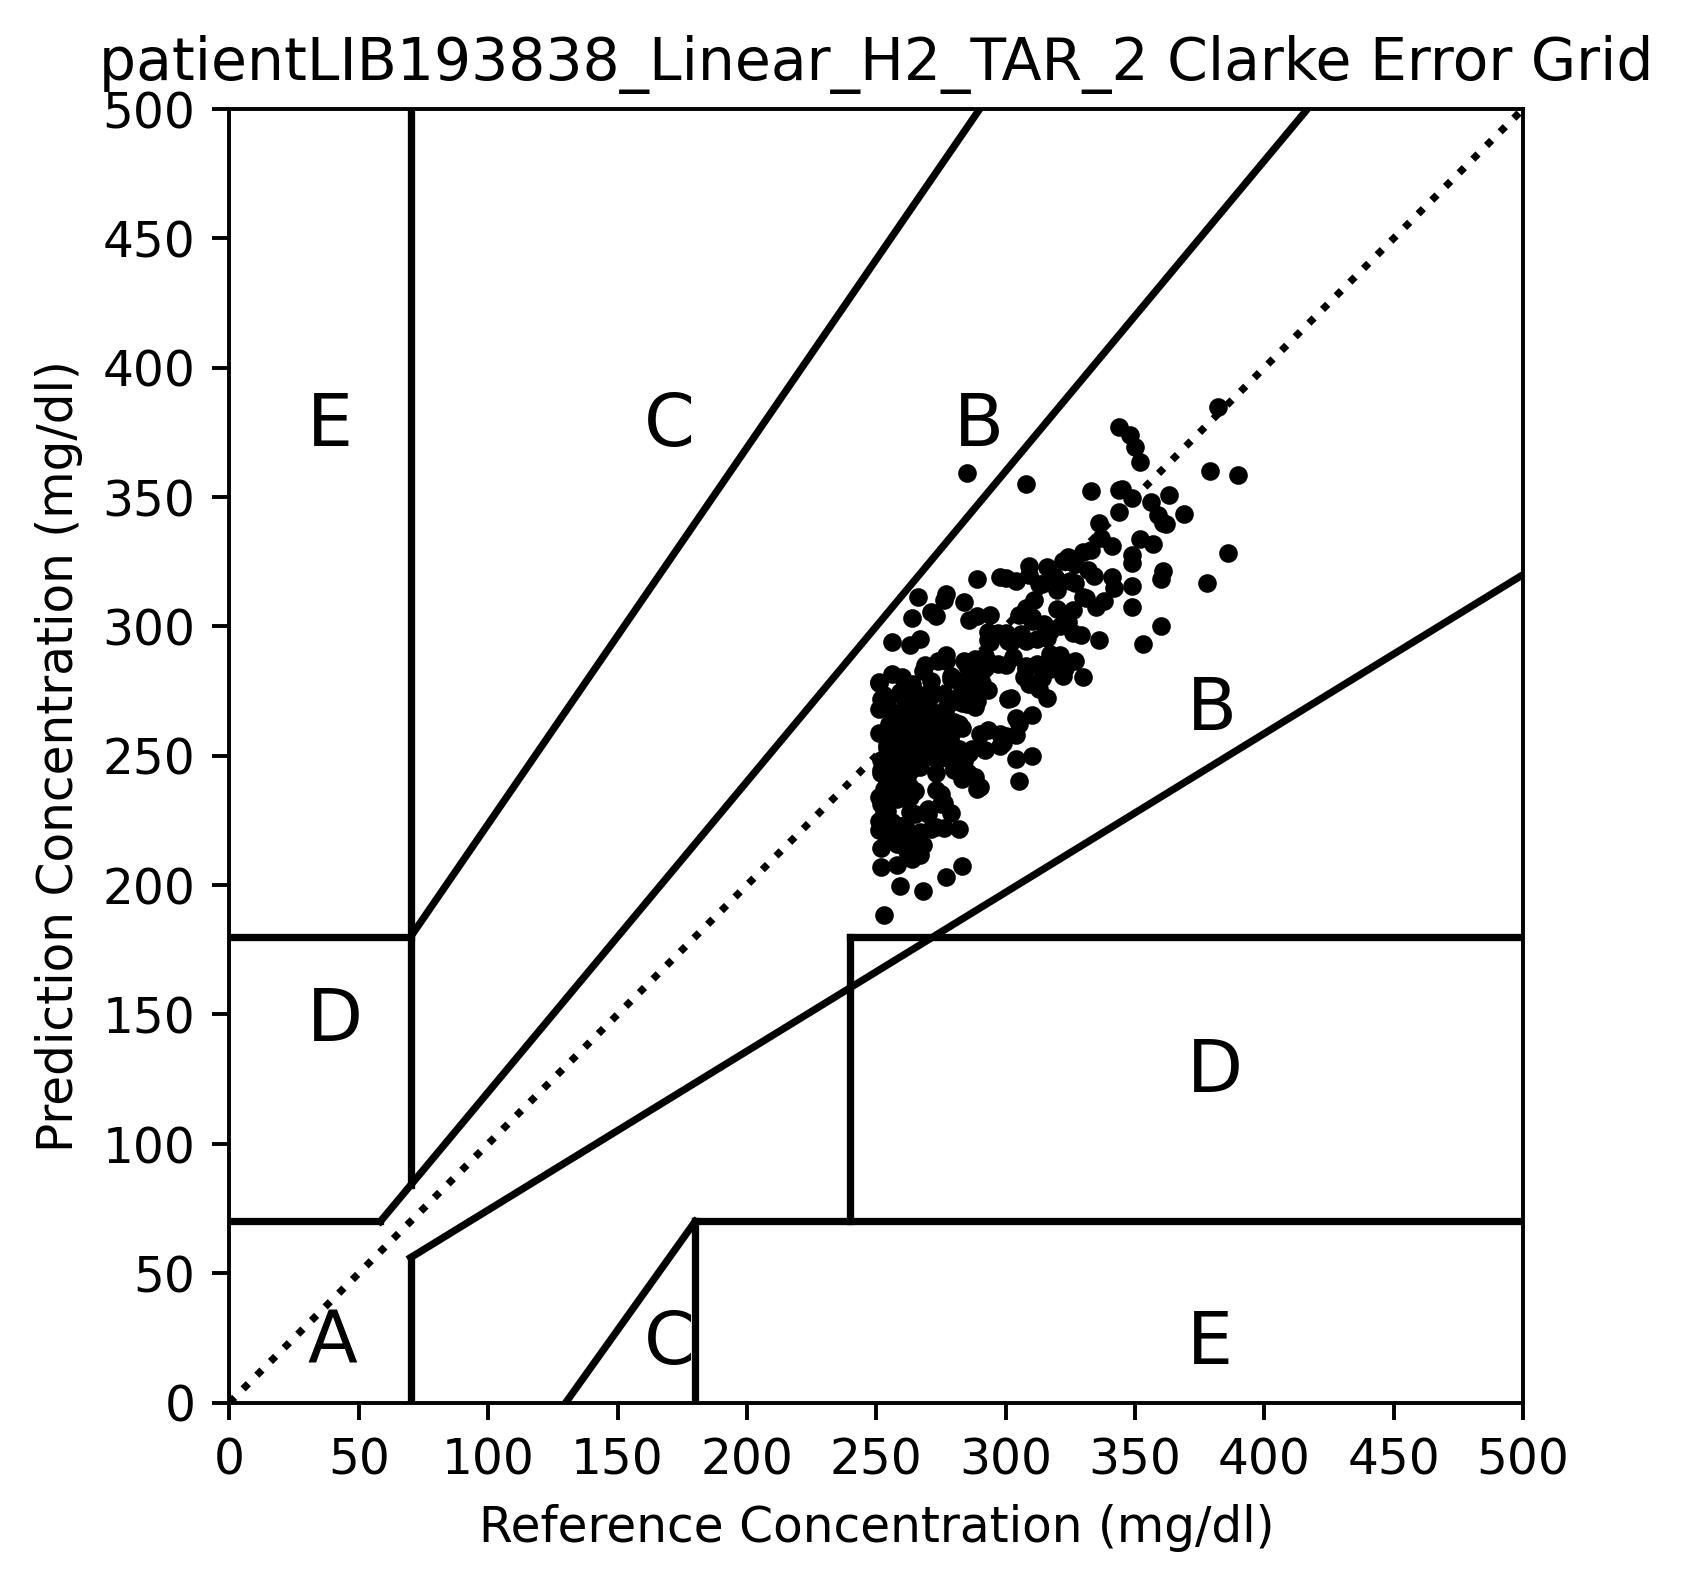 patientLIB193838_Linear_H2_TAR_2 Clarke Error Grid
500
450
400
350
300
250
200
150
100
50
0
Prediction Concentration (mg/dl)
E
C
B
B
D
D
A
C
E
0 50 100 150 200 250 300 350 400 450 500
Reference Concentration (mg/dl)